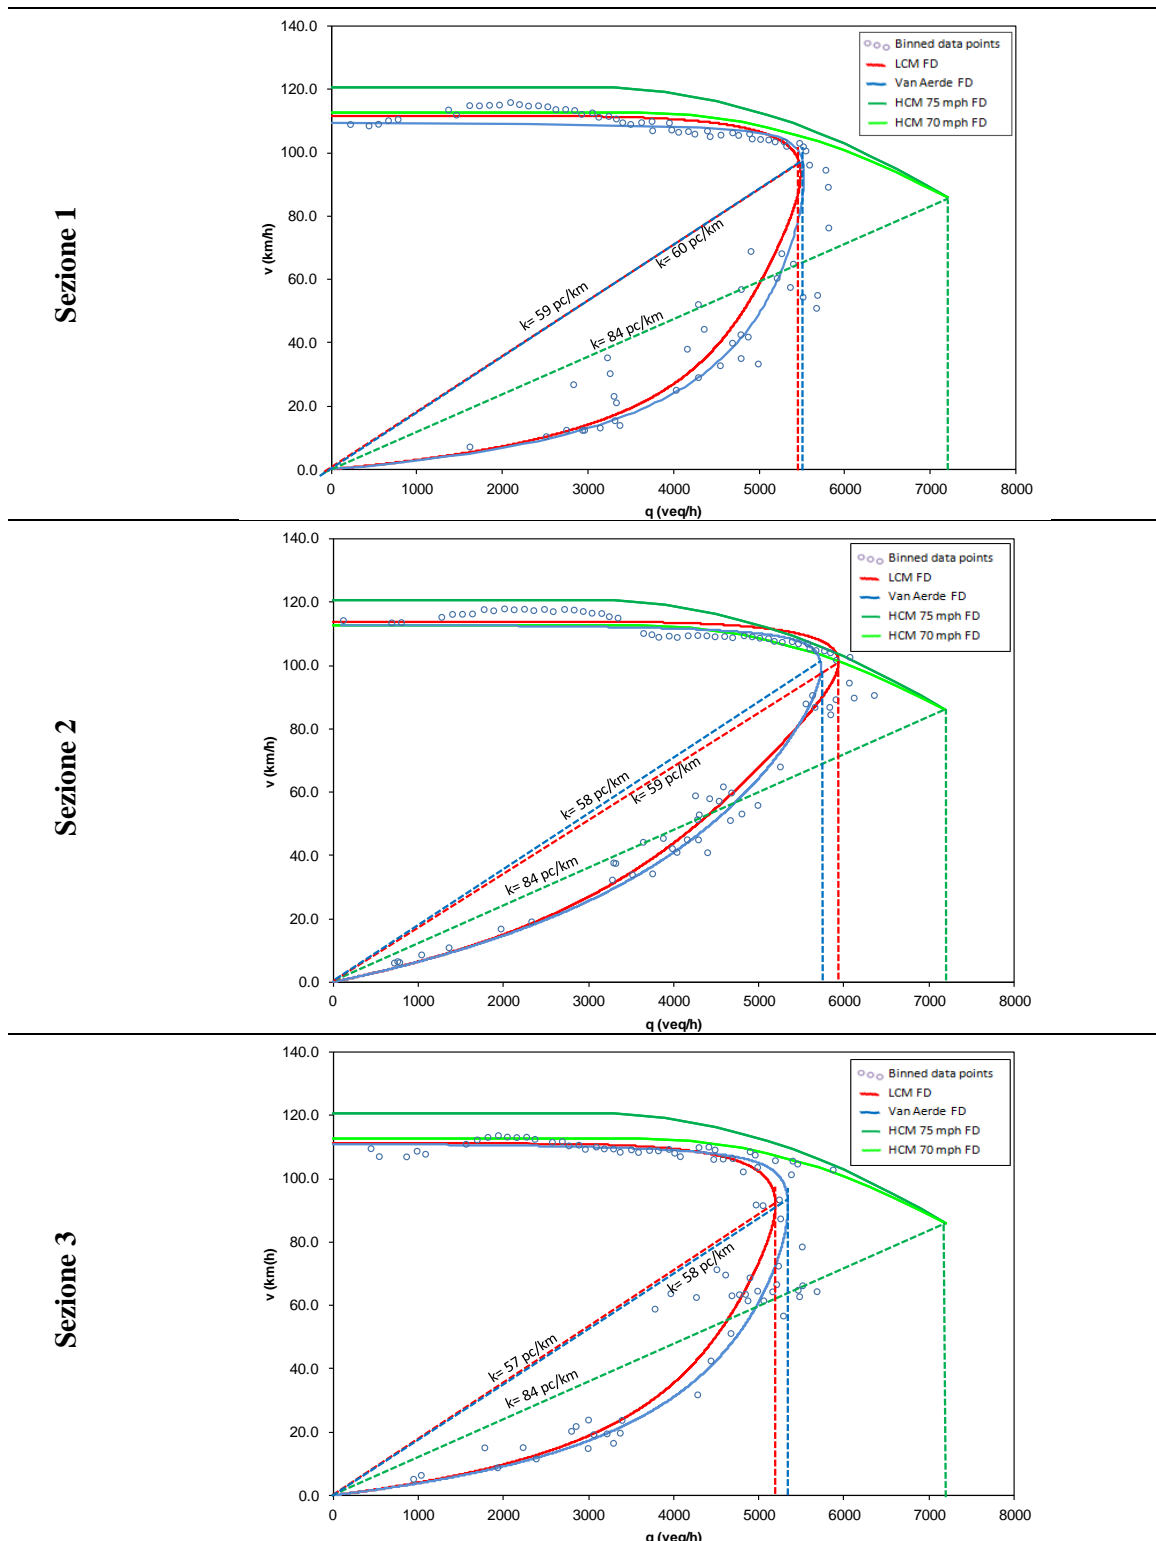 Sezione 1
140.0
120.0
100.0
80.0
60.0
40.0
20.0
0.0
v (km/h)
0 1000 2000 3000 4000 5000 6000 7000 8000
q (veq/h)
Binned data points
LCM FD
Van Aerde FD
HCM 75 mph FD
HCM 70 mph FD
k= 60 pc/km
k= 59 pc/km
k= 84 pc/km
Sezione 2
140.0
120.0
100.0
80.0
60.0
40.0
20.0
0.0
v (km/h)
0 1000 2000 3000 4000 5000 6000 7000 8000
q (veq/h)
Binned data points
LCM FD
Van Aerde FD
HCM 75 mph FD
HCM 70 mph FD
k= 58 pc/km
k= 59 pc/km
k= 84 pc/km
Sezione 3
140.0
120.0
100.0
80.0
60.0
40.0
20.0
0.0
v (km(h)
0 1000 2000 3000 4000 5000 6000 7000 8000
q (veq/h)
Binned data points
LCM FD
Van Aerde FD
HCM 75 mph FD
HCM 70 mph FD
k= 58 pc/km
k= 57 pc/km
k= 84 pc/km